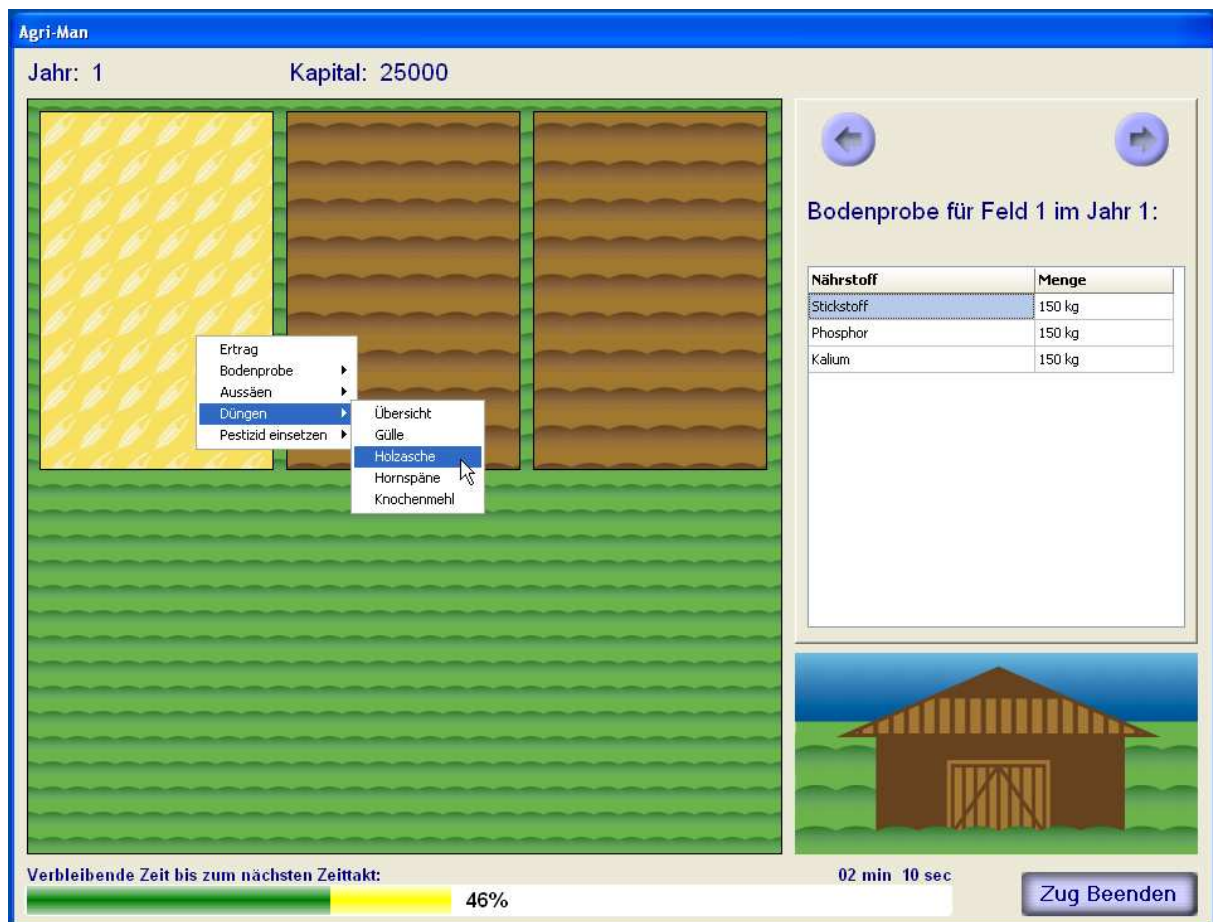 Agri-Man
Jahr: 1 Kapital: 25000
Bodenprobe für Feld 1 im Jahr 1:
Nährstoff Menge
Stickstoff 150 kg
Phosphor 150 kg
Kalium 150 kg
Ertrag
Bodenprobe
Aussäen
Düngen
Pestizid einsetzen
Übersicht
Gülle
Holzasche
Hornspäne
Knochenmehl
Verbleibende Zeit bis zum nächsten Zeittakt: 02 min 10 sec
46%
Zug Beenden